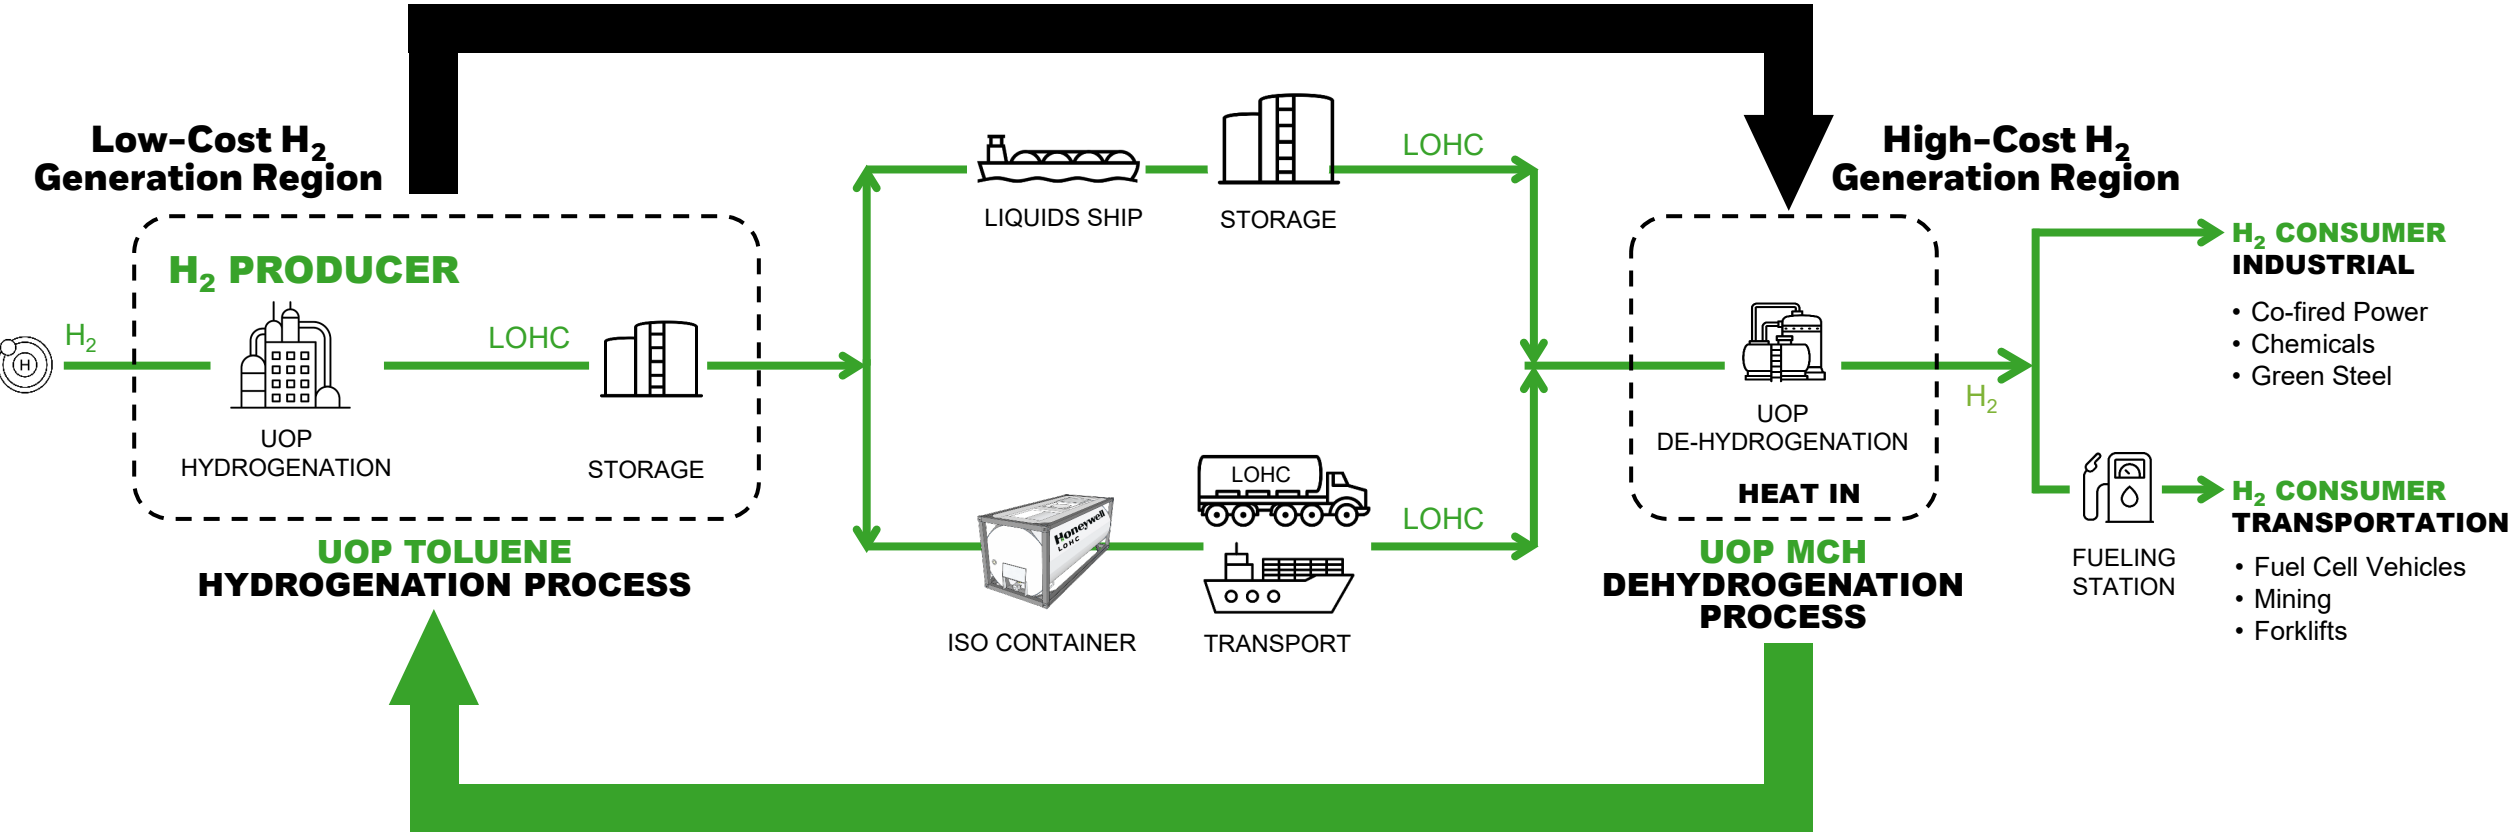 Low-Cost H2
Generation Region
H2 PRODUCER
H
H2
UOP
HYDROGENATION
LOHC
STORAGE
UOP TOLUENE
HYDROGENATION PROCESS
LIQUIDS SHIP
STORAGE
LOHC
Honeywell
LOHC
ISO CONTAINER
LOHC
TRANSPORT
LOHC
High-Cost H2
Generation Region
UOP
DE-HYDROGENATION
HEAT IN
UOP MCH
DEHYDROGENATION
PROCESS
H2
H2 CONSUMER
INDUSTRIAL
• Co-fired Power
• Chemicals
• Green Steel
FUELING
STATION
H2 CONSUMER
TRANSPORTATION
• Fuel Cell Vehicles
• Mining
• Forklifts